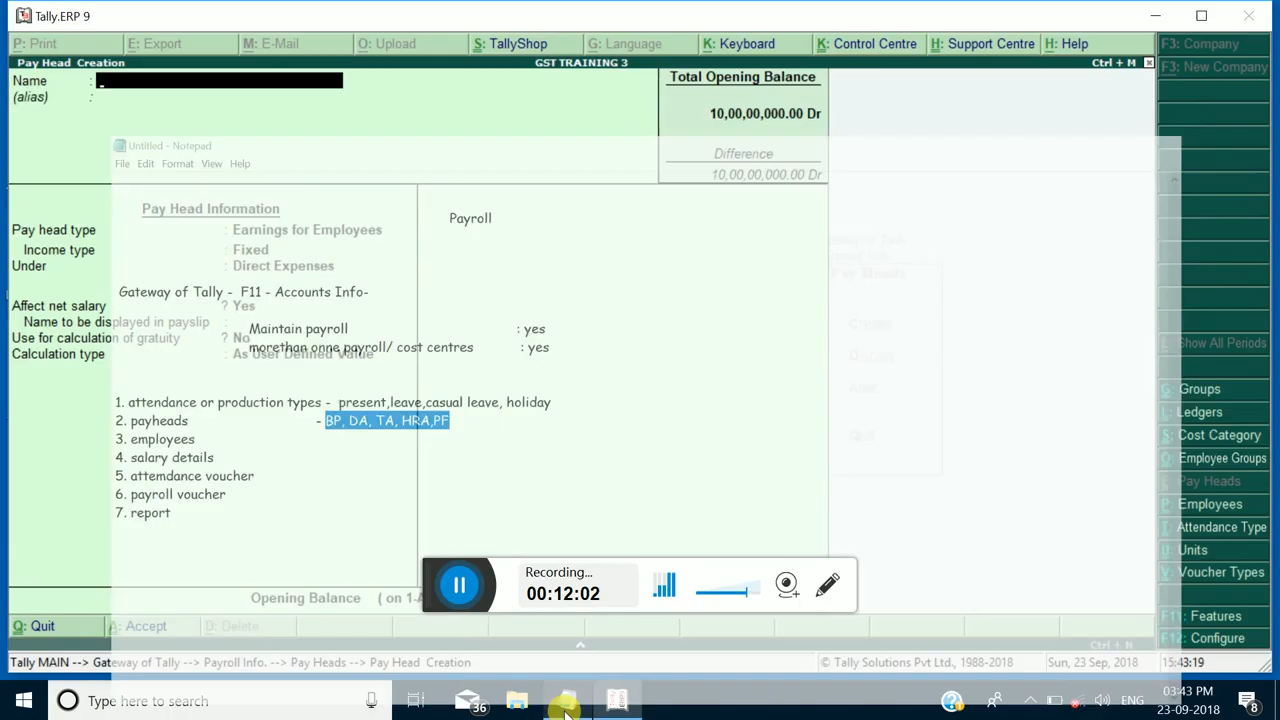 Tally.ERP 9
P: Print
E: Export
M: E-Mail
O: Upload
S: TallyShop
G: Language
K: Keyboard
K: Control Centre
H: Support Centre
H: Help
F3: Company
F3: New Company
Pay Head Creation
GST TRAINING 3
Ctrl + M
Name :
(alias) :
Total Opening Balance
10,00,00,000.00 Dr
Difference
10,00,00,000.00 Dr
Untitled - Notepad
File Edit Format View Help
Pay Head Information
Payroll
Pay head type : Earnings for Employees
Income type : Fixed
Under : Direct Expenses
Gateway of Tally - F11 - Accounts Info-
Affect net salary ? Yes
Name to be displayed in payslip :
Use for calculation of gratuity ? No
Calculation type : As User Defined Value
Maintain payroll : yes
morethan onne payroll/ cost centres : yes
1. attendance or production types - present,leave,casual leave, holiday
2. payheads - BP, DA, TA, HRA,PF
3. employees
4. salary details
5. attemdance voucher
6. payroll voucher
7. report
Pay Heads
Create
Alter
Quit
L: Show All Periods
G: Groups
L: Ledgers
S: Cost Category
O: Employee Groups
E: Pay Heads
P: Employees
T: Attendance Type
U: Units
V: Voucher Types
F11: Features
F12: Configure
Recording...
00:12:02
Opening Balance ( on 1-A
Q: Quit
A: Accept
D: Delete
Ctrl + N
Tally MAIN --> Gateway of Tally --> Payroll Info. --> Pay Heads --> Pay Head Creation
© Tally Solutions Pvt Ltd., 1988-2018
Sun, 23 Sep, 2018
15:43:19
Type here to search
36
ENG
03:43 PM
23-09-2018
8